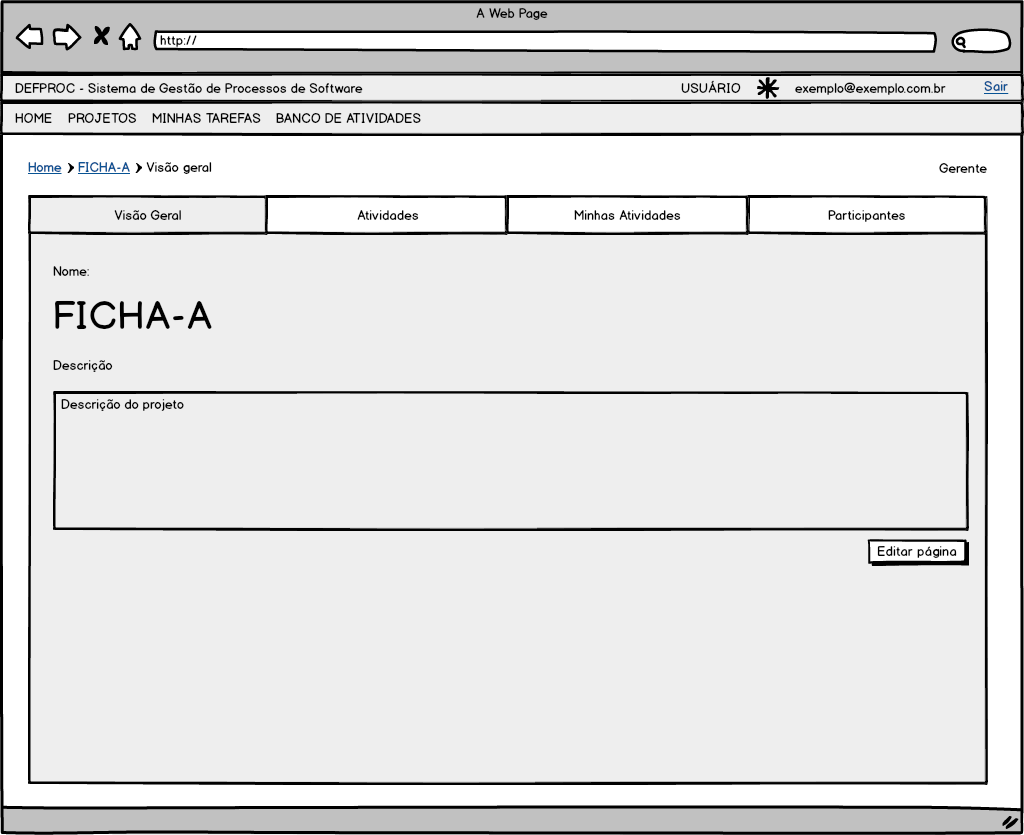 A Web Page
http://
DEFPROC - Sistema de Gestão de Processos de Software USUÁRIO exemplo@exemplo.com.br Sair
HOME PROJETOS MINHAS TAREFAS BANCO DE ATIVIDADES
Home FICHA-A Visão geral Gerente
Visão Geral Atividades Minhas Atividades Participantes
Nome:
FICHA-A
Descrição
Descrição do projeto
Editar página